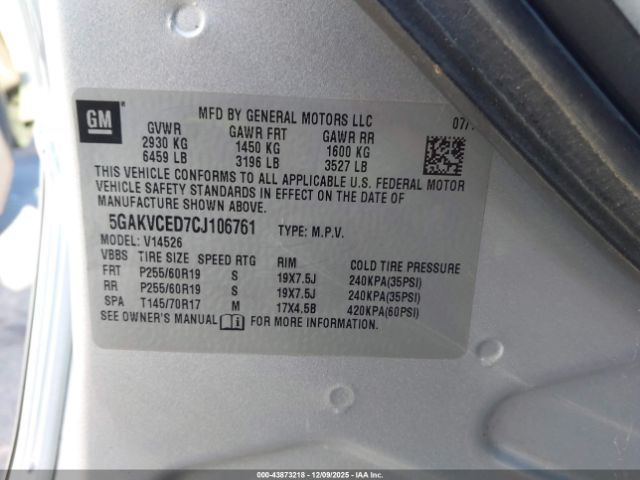 GM
MFD BY GENERAL MOTORS LLC
07/
GVWR GAWR FRT GAWR RR
2930 KG 1450 KG 1600 KG
6459 LB 3196 LB 3527 LB
THIS VEHICLE CONFORMS TO ALL APPLICABLE U.S. FEDERAL MOTOR
VEHICLE SAFETY STANDARDS IN EFFECT ON THE DATE OF
MANUFACTURE SHOWN ABOVE.
5GAKVCED7CJ106761 TYPE: M.P.V.
MODEL: V14526
VBBS TIRE SIZE SPEED RTG RIM COLD TIRE PRESSURE
FRT P255/60R19 S 19X7.5J 240KPA(35PSI)
RR P255/60R19 S 19X7.5J 240KPA(35PSI)
SPA T145/70R17 M 17X4.5B 420KPA(60PSI)
SEE OWNER'S MANUAL FOR MORE INFORMATION.
000-43873218 - 12/09/2025 - IAAI.CA